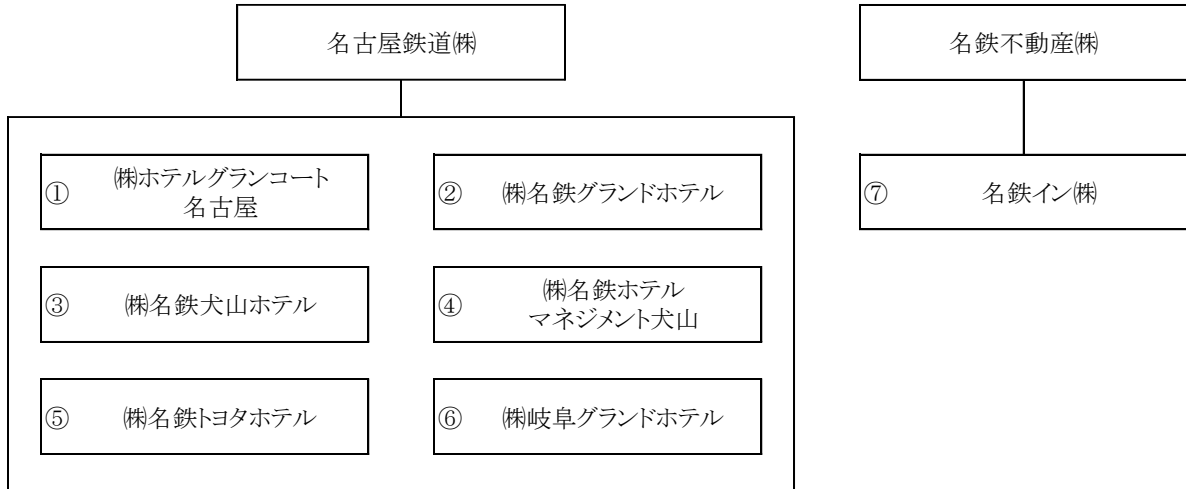 名古屋鉄道㈱
名鉄不動産㈱
① ㈱ホテルグランコート
名古屋
② ㈱名鉄グランドホテル
⑦ 名鉄イン㈱
③ ㈱名鉄犬山ホテル
④ ㈱名鉄ホテル
マネジメント犬山
⑤ ㈱名鉄トヨタホテル
⑥ ㈱岐阜グランドホテル